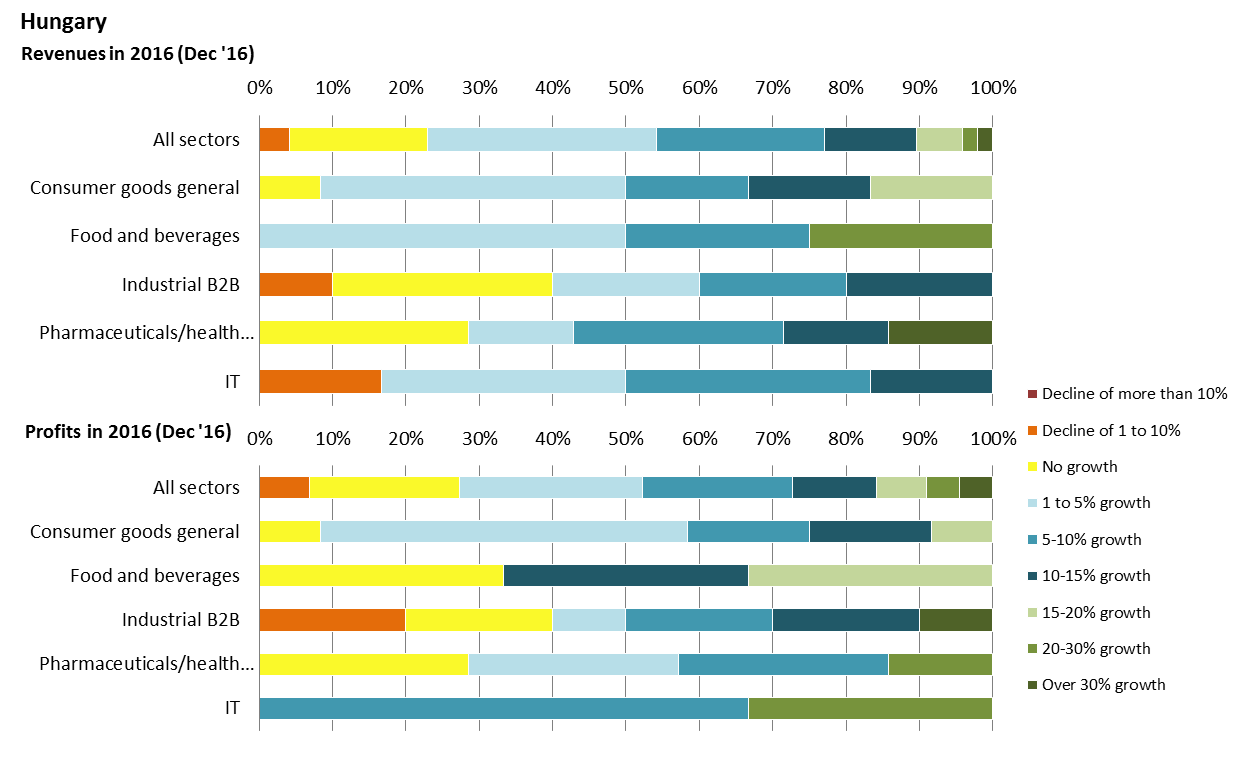 Hungary
Revenues in 2016 (Dec '16)
0% 10% 20% 30% 40% 50% 60% 70% 80% 90% 100%
All sectors
Consumer goods general
Food and beverages
Industrial B2B
Pharmaceuticals/health...
IT
Profits in 2016 (Dec '16)
0% 10% 20% 30% 40% 50% 60% 70% 80% 90% 100%
All sectors
Consumer goods general
Food and beverages
Industrial B2B
Pharmaceuticals/health...
IT
Decline of more than 10%
Decline of 1 to 10%
No growth
1 to 5% growth
5-10% growth
10-15% growth
15-20% growth
20-30% growth
Over 30% growth